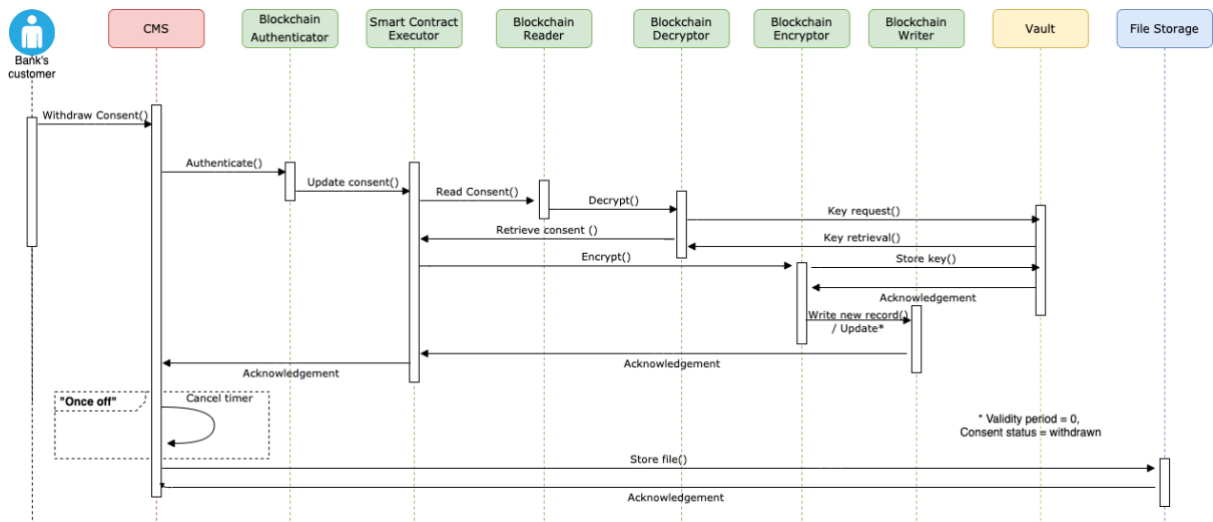 Bank's
customer
CMS
Blockchain
Authenticator
Smart Contract
Executor
Blockchain
Reader
Blockchain
Decryptor
Blockchain
Encryptor
Blockchain
Writer
Vault
File Storage
Withdraw Consent()
Authenticate()
Update consent()
Read Consent()
Decrypt()
Key request()
Retrieve consent ()
Key retrieval()
Encrypt()
Store key()
Acknowledgement
Write new record()
/ Update*
Acknowledgement
Acknowledgement
"Once off"
Cancel timer
* Validity period = 0,
Consent status = withdrawn
Store file()
Acknowledgement